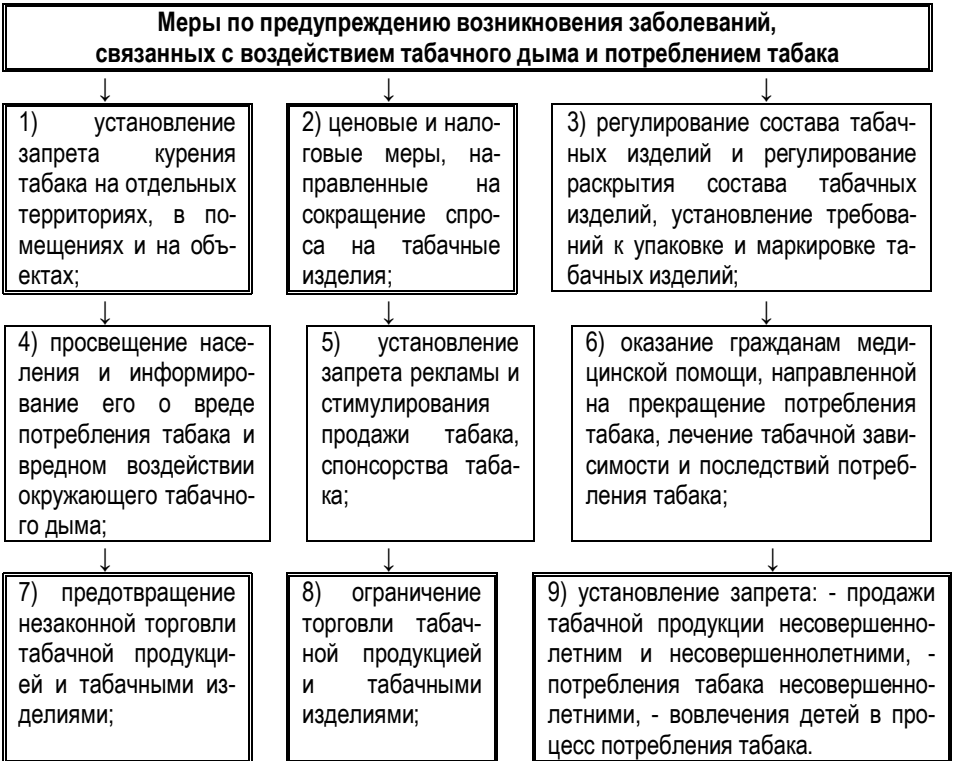 Меры по предупреждению возникновения заболеваний,
связанных с воздействием табачного дыма и потреблением табака
↓ ↓ ↓
1) установление
запрета курения
табака на отдельных
территориях, в по-
мещениях и на объ-
ектах;
2) ценовые и нало-
говые меры, на-
правленные на
сокращение спро-
са на табачные
изделия;
3) регулирование состава табач-
ных изделий и регулирование
раскрытия состава табачных
изделий, установление требова-
ний к упаковке и маркировке та-
бачных изделий;
↓ ↓ ↓
4) просвещение насе-
ления и информиро-
вание его о вреде
потребления табака и
вредном воздействии
окружающего табачно-
го дыма;
5) установление
запрета рекламы и
стимулирования
продажи табака,
спонсорства таба-
ка;
6) оказание гражданам меди-
цинской помощи, направленной
на прекращение потребления
табака, лечение табачной зави-
симости и последствий потреб-
ления табака;
↓ ↓ ↓
7) предотвращение
незаконной торговли
табачной продукци-
ей и табачными из-
делиями;
8) ограничение
торговли табач-
ной продукцией
и табачными
изделиями;
9) установление запрета: - продажи
табачной продукции несовершенно-
летним и несовершеннолетними, -
потребления табака несовершенно-
летними, - вовлечения детей в про-
цесс потребления табака.